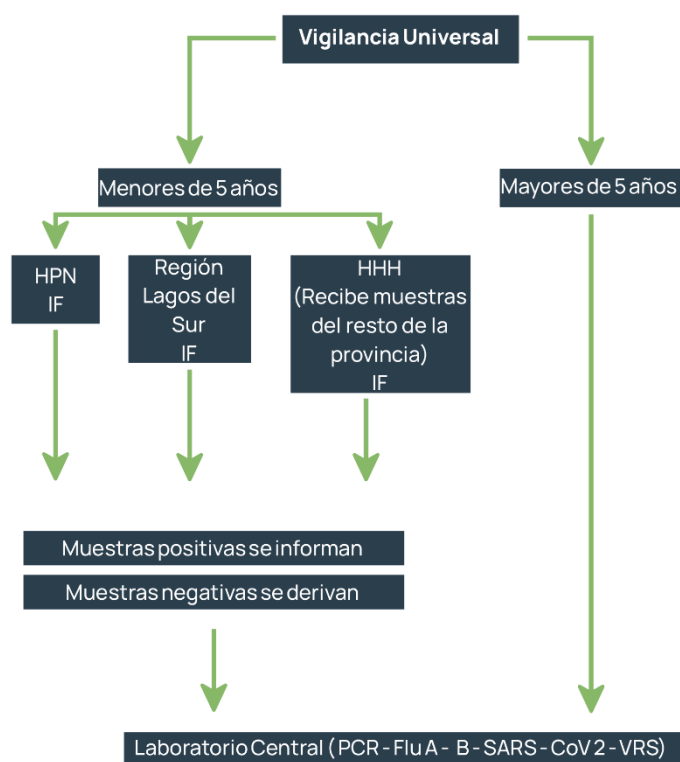 Vigilancia Universal
Menores de 5 años
Mayores de 5 años
HPN
IF
Región
Lagos del
Sur
IF
HHH
(Recibe muestras
del resto de la
provincia)
IF
Muestras positivas se informan
Muestras negativas se derivan
Laboratorio Central ( PCR - Flu A - B - SARS - CoV 2 - VRS)